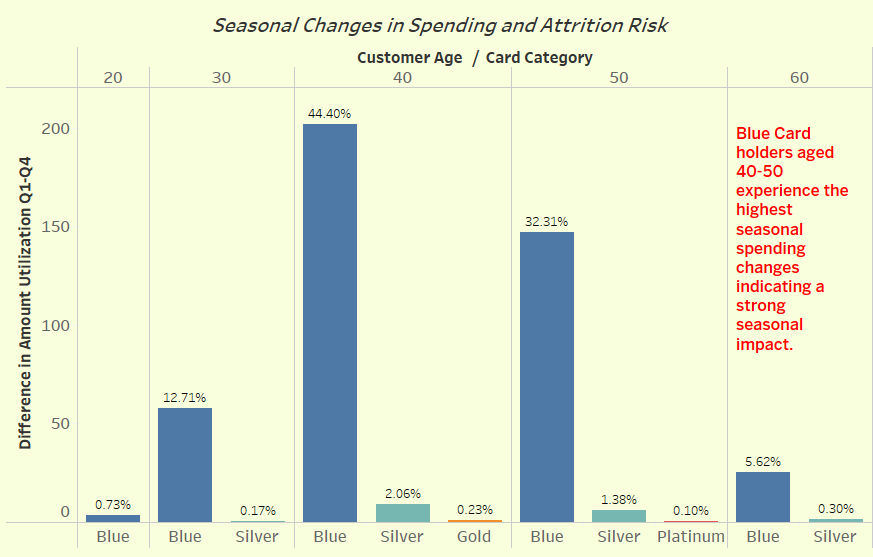 Seasonal Changes in Spending and Attrition Risk
Customer Age / Card Category
20 30 40 50 60
Difference in Amount Utilization Q1-Q4
200
150
100
50
0
0.73%
12.71%
0.17%
44.40%
2.06%
0.23%
32.31%
1.38%
0.10%
5.62%
0.30%
Blue Card
holders aged
40-50
experience the
highest
seasonal
spending
changes
indicating a
strong
seasonal
impact.
Blue Blue Silver Blue Silver Gold Blue Silver Platinum Blue Silver